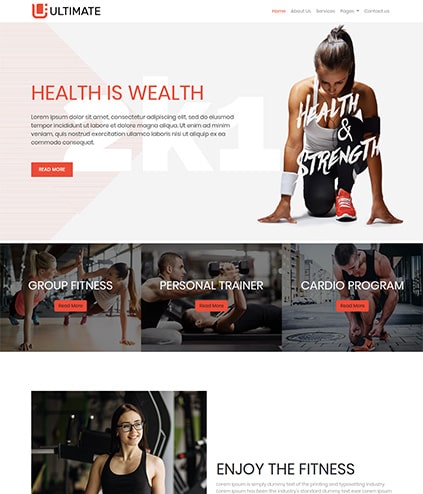 ULTIMATE
Home About Us Services Pages Contact us
2k1
HEALTH IS WEALTH
Lorem ipsum dolor sit amet, consectetur adipiscing elit, sed do eiusmod
tempor incididunt ut labore et dolore magna aliqua. Ut enim ad minim
veniam, quis nostrud exercitation ullamco laboris nisi ut aliquip ex ea
commodo consequat.
READ MORE
HEALTH
&
STRENGTH
GROUP FITNESS PERSONAL TRAINER CARDIO PROGRAM
Read More Read More Read More
ENJOY THE FITNESS
Lorem Ipsum is simply dummy text of the printing and typesetting industry.
Lorem Ipsum has been the industry's standard dummy text ever since